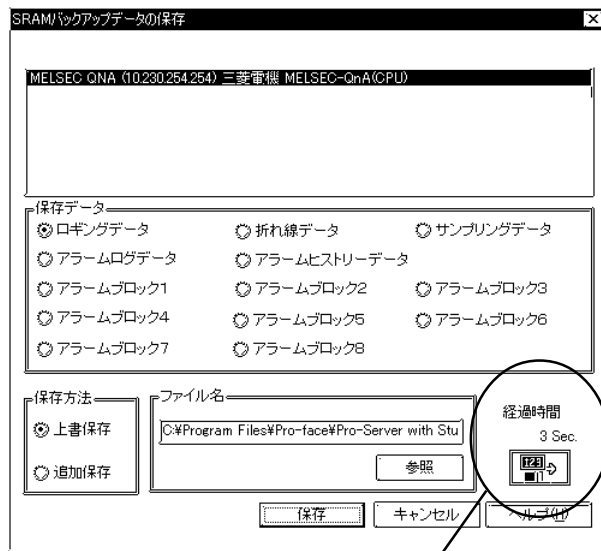 SRAMバックアップデータの保存
MELSEC QNA (10.230.254.254) 三菱電機 MELSEC-QnA(CPU)
保存データ
ロギングデータ 折れ線データ サンプリングデータ
アラームログデータ アラームヒストリーデータ
アラームブロック1 アラームブロック2 アラームブロック3
アラームブロック4 アラームブロック5 アラームブロック6
アラームブロック7 アラームブロック8
保存方法 ファイル名 経過時間
上書保存 C:¥Program Files¥Pro-face¥Pro-Server with Stu 3 Sec.
追加保存 参照 123
保存 キャンセル ヘルプ(H)